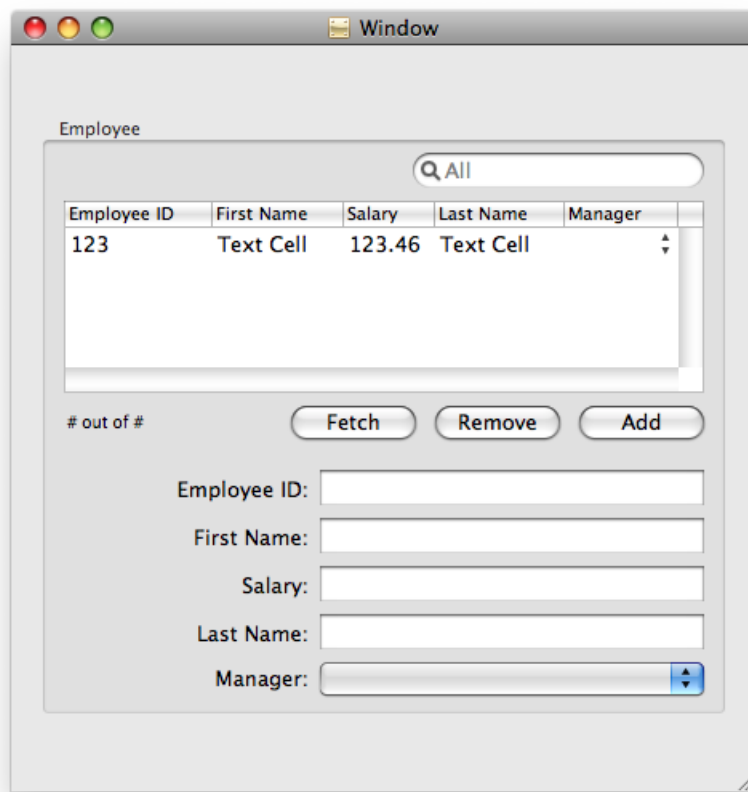 Window
Employee
All
Employee ID First Name Salary Last Name Manager
123 Text Cell 123.46 Text Cell
# out of # Fetch Remove Add
Employee ID:
First Name:
Salary:
Last Name:
Manager: